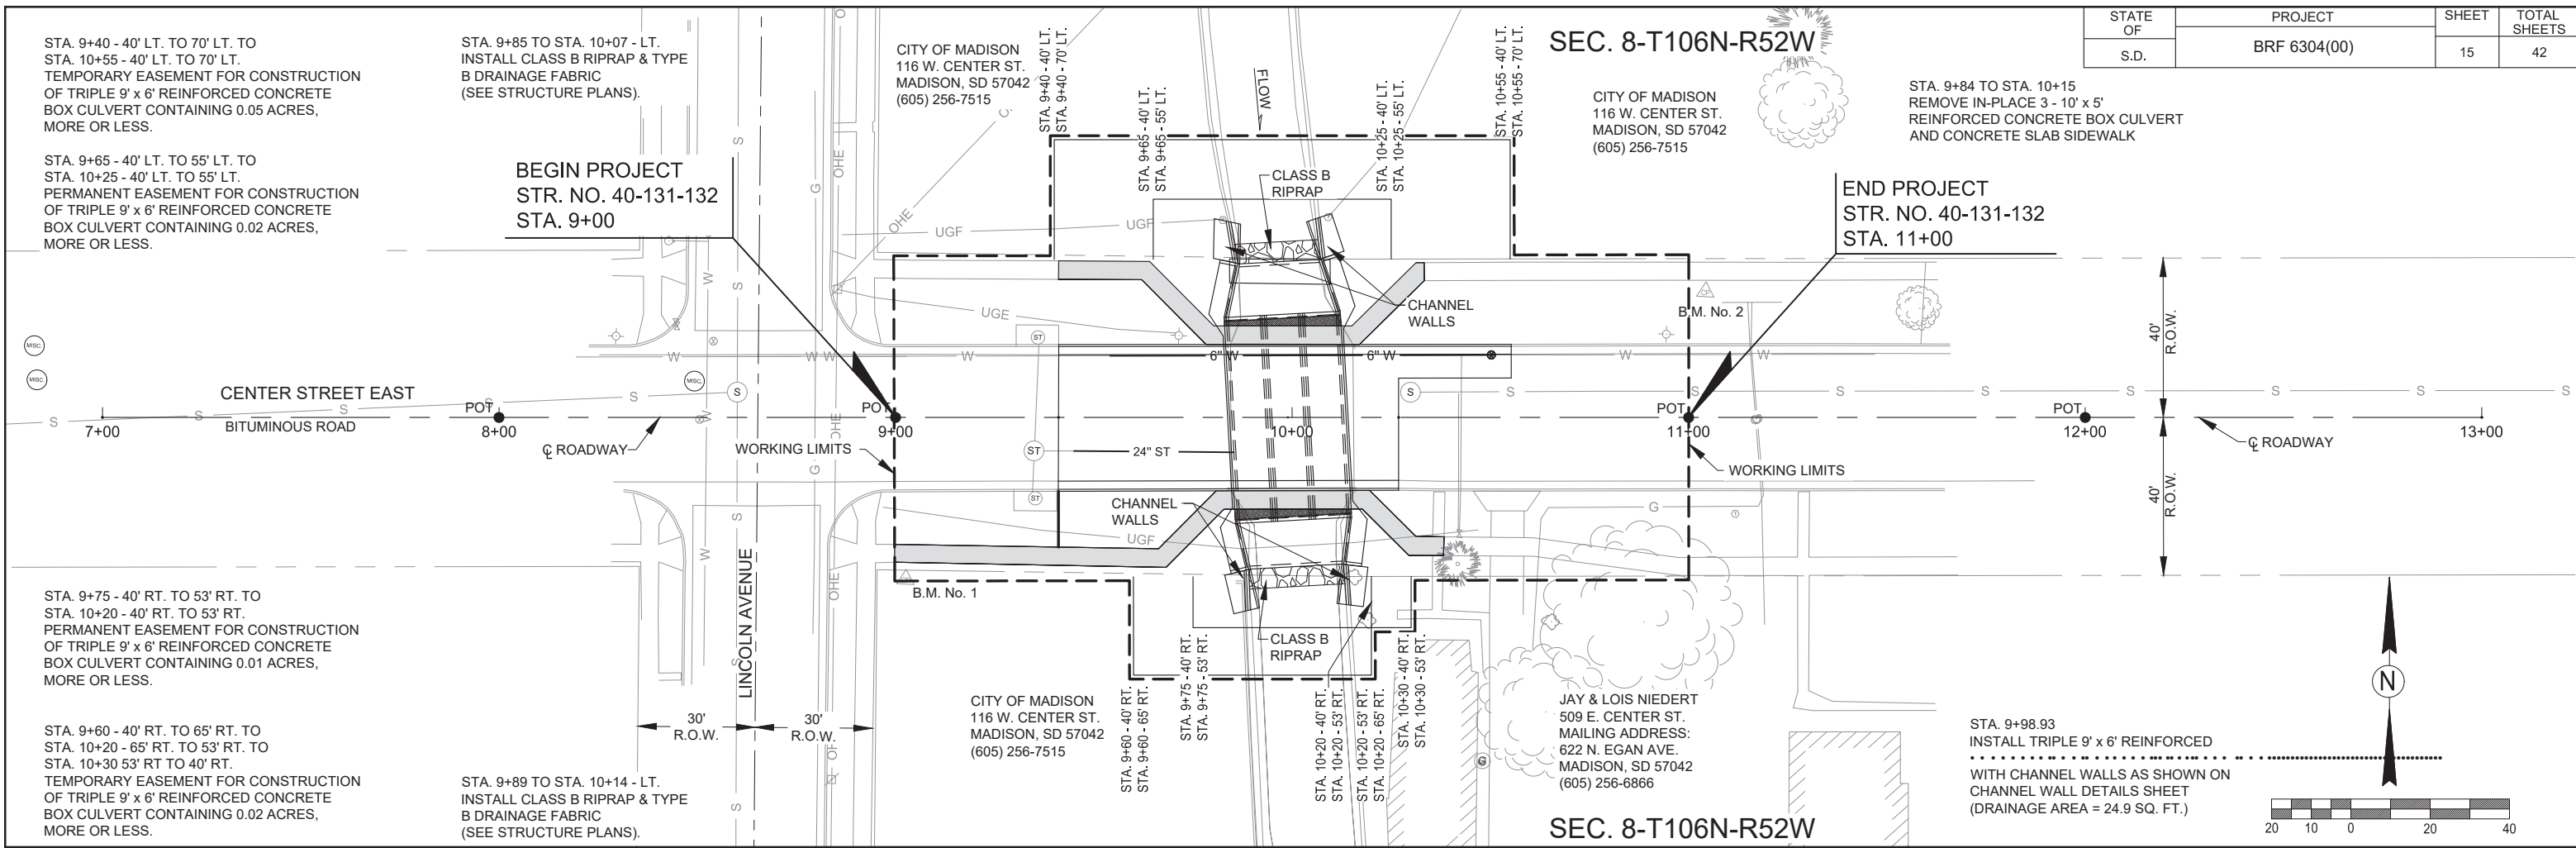 STATE OF
PROJECT
SHEET
TOTAL SHEETS
S.D.
BRF 6304(00)
15
42
STA. 9+40 - 40' LT. TO 70' LT. TO
STA. 10+55 - 40' LT. TO 70' LT.
TEMPORARY EASEMENT FOR CONSTRUCTION
OF TRIPLE 9' x 6' REINFORCED CONCRETE
BOX CULVERT CONTAINING 0.05 ACRES,
MORE OR LESS.
STA. 9+65 - 40' LT. TO 55' LT. TO
STA. 10+25 - 40' LT. TO 55' LT.
PERMANENT EASEMENT FOR CONSTRUCTION
OF TRIPLE 9' x 6' REINFORCED CONCRETE
BOX CULVERT CONTAINING 0.02 ACRES,
MORE OR LESS.
STA. 9+85 TO STA. 10+07 - LT.
INSTALL CLASS B RIPRAP & TYPE
B DRAINAGE FABRIC
(SEE STRUCTURE PLANS).
BEGIN PROJECT
STR. NO. 40-131-132
STA. 9+00
CITY OF MADISON
116 W. CENTER ST.
MADISON, SD 57042
(605) 256-7515
STA. 9+40 - 40' LT.
STA. 9+40 - 70' LT.
STA. 9+65 - 40' LT.
STA. 9+65 - 55' LT.
FLOW
STA. 10+25 - 40' LT.
STA. 10+25 - 55' LT.
STA. 10+55 - 40' LT.
STA. 10+55 - 70' LT.
SEC. 8-T106N-R52W
CITY OF MADISON
116 W. CENTER ST.
MADISON, SD 57042
(605) 256-7515
STA. 9+84 TO STA. 10+15
REMOVE IN-PLACE 3 - 10' x 5'
REINFORCED CONCRETE BOX CULVERT
AND CONCRETE SLAB SIDEWALK
END PROJECT
STR. NO. 40-131-132
STA. 11+00
CLASS B
RIPRAP
CHANNEL
WALLS
OHE
OHE
UGF
UGF
UGE
B.M. No. 2
CP
40'
R.O.W.
MISC.
MISC.
MISC.
ST
6" W
6" W
W
W
W
W
W
CENTER STREET EAST
BITUMINOUS ROAD
S
S
S
S
POT
POT
POT
POT
7+00
8+00
9+00
10+00
11+00
12+00
13+00
℄ ROADWAY
℄ ROADWAY
WORKING LIMITS
WORKING LIMITS
ST
24" ST
ST
CHANNEL
WALLS
UGF
G
40'
R.O.W.
B.M. No. 1
LINCOLN AVENUE
OHE
30'
R.O.W.
30'
R.O.W.
STA. 9+75 - 40' RT. TO 53' RT. TO
STA. 10+20 - 40' RT. TO 53' RT.
PERMANENT EASEMENT FOR CONSTRUCTION
OF TRIPLE 9' x 6' REINFORCED CONCRETE
BOX CULVERT CONTAINING 0.01 ACRES,
MORE OR LESS.
STA. 9+60 - 40' RT. TO 65' RT. TO
STA. 10+20 - 65' RT. TO 53' RT. TO
STA. 10+30 53' RT TO 40' RT.
TEMPORARY EASEMENT FOR CONSTRUCTION
OF TRIPLE 9' x 6' REINFORCED CONCRETE
BOX CULVERT CONTAINING 0.02 ACRES,
MORE OR LESS.
STA. 9+89 TO STA. 10+14 - LT.
INSTALL CLASS B RIPRAP & TYPE
B DRAINAGE FABRIC
(SEE STRUCTURE PLANS).
CITY OF MADISON
116 W. CENTER ST.
MADISON, SD 57042
(605) 256-7515
CLASS B
RIPRAP
STA. 9+60 - 40' RT.
STA. 9+60 - 65' RT.
STA. 9+75 - 40' RT.
STA. 9+75 - 53' RT.
STA. 10+20 - 40' RT.
STA. 10+20 - 53' RT.
STA. 10+20 - 65' RT.
STA. 10+30 - 40' RT.
STA. 10+30 - 53' RT.
JAY & LOIS NIEDERT
509 E. CENTER ST.
MAILING ADDRESS:
622 N. EGAN AVE.
MADISON, SD 57042
(605) 256-6866
SEC. 8-T106N-R52W
STA. 9+98.93
INSTALL TRIPLE 9' x 6' REINFORCED
WITH CHANNEL WALLS AS SHOWN ON
CHANNEL WALL DETAILS SHEET
(DRAINAGE AREA = 24.9 SQ. FT.)
N
20 10 0 20 40